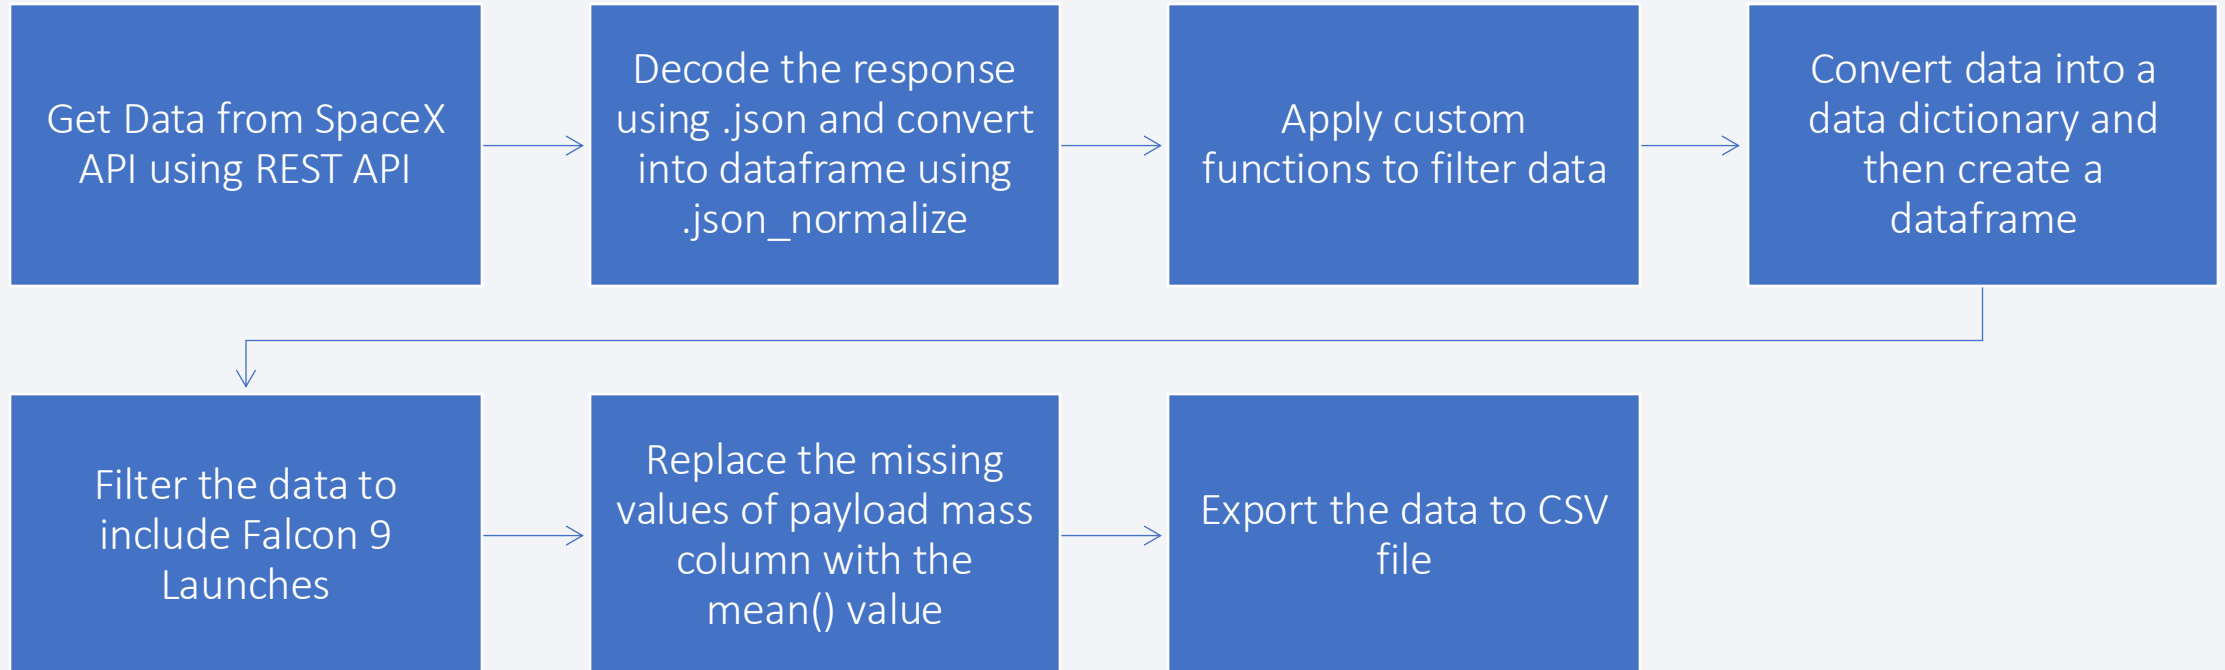 Get Data from SpaceX
API using REST API
Decode the response
using .json and convert
into dataframe using
.json_normalize
Apply custom
functions to filter data
Convert data into a
data dictionary and
then create a
dataframe
Filter the data to
include Falcon 9
Launches
Replace the missing
values of payload mass
column with the
mean() value
Export the data to CSV
file